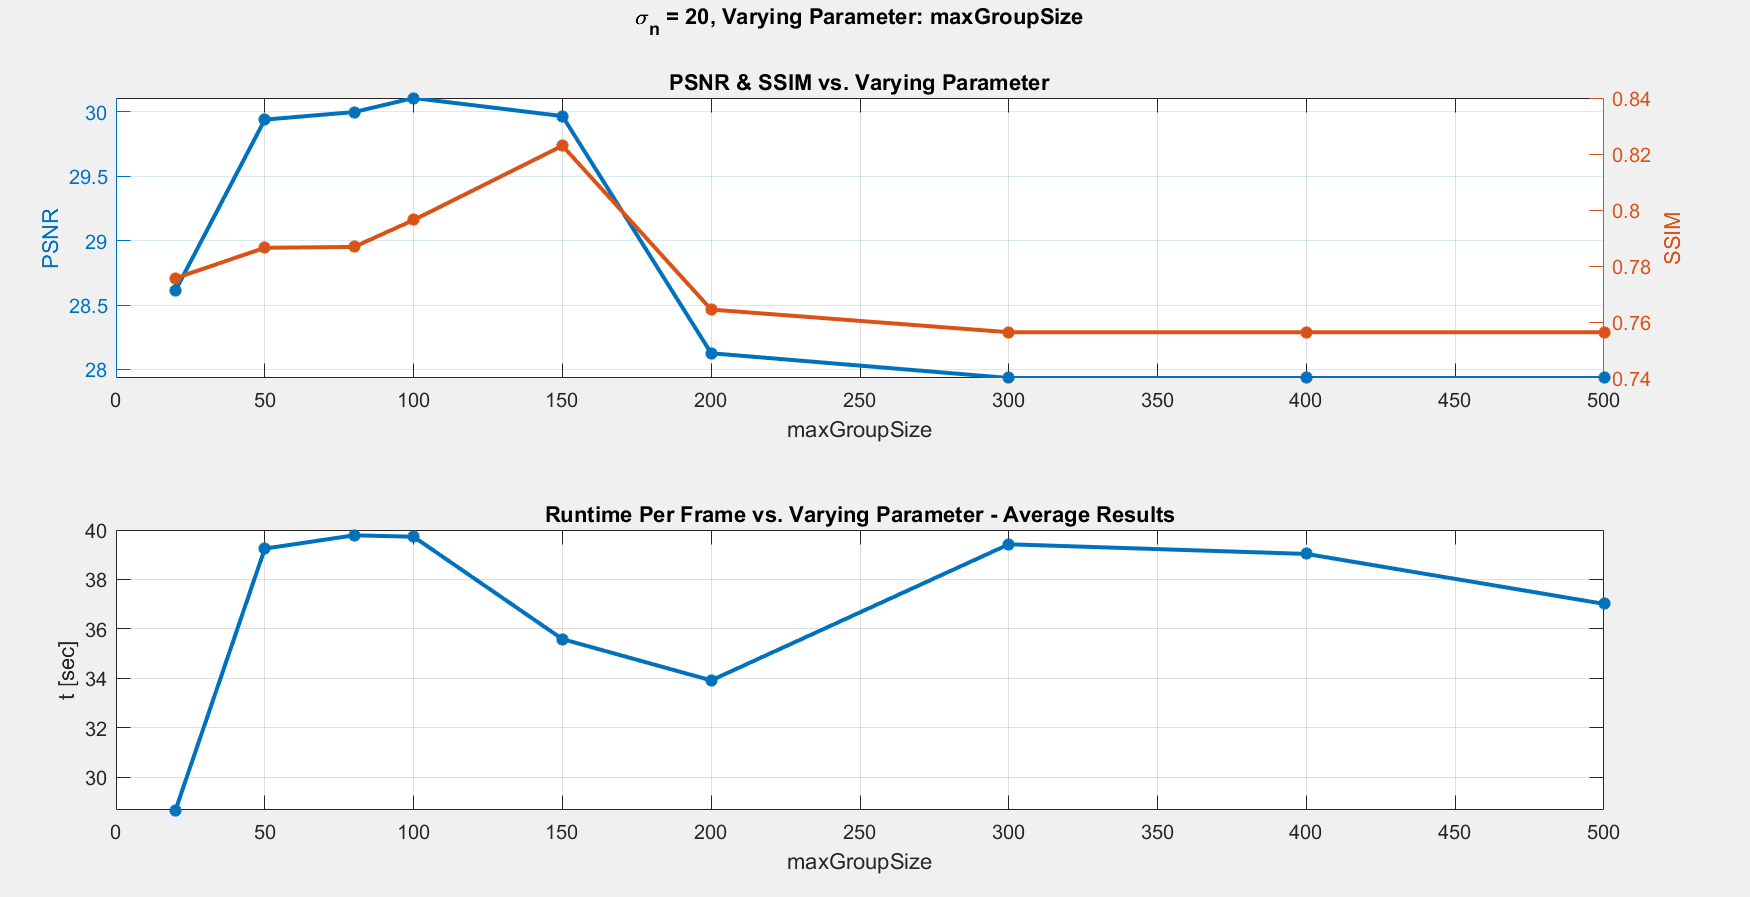 σn = 20, Varying Parameter: maxGroupSize
PSNR & SSIM vs. Varying Parameter
30
29.5
29
28.5
28
PSNR
0.84
0.82
0.8
0.78
0.76
0.74
SSIM
0 50 100 150 200 250 300 350 400 450 500
maxGroupSize
Runtime Per Frame vs. Varying Parameter - Average Results
40
38
36
34
32
30
t [sec]
0 50 100 150 200 250 300 350 400 450 500
maxGroupSize